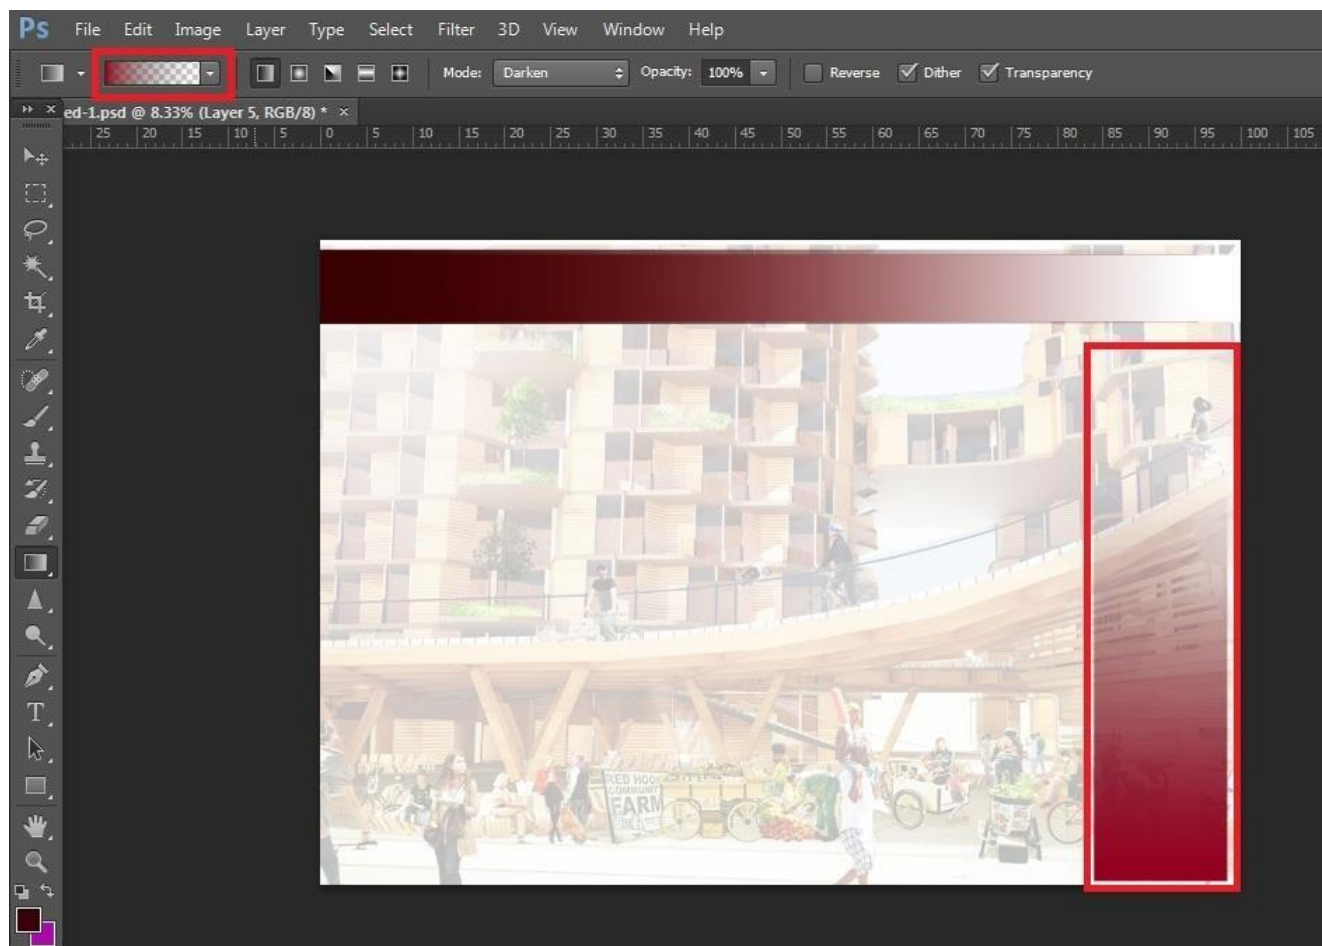 Ps File Edit Image Layer Type Select Filter 3D View Window Help
Mode: Darken Opacity: 100% Reverse Dither Transparency
ed-1.psd @ 8.33% (Layer 5, RGB/8) * ×
25 20 15 10 5 0 5 10 15 20 25 30 35 40 45 50 55 60 65 70 75 80 85 90 95 100 105
RED HOOK
COMMUNITY
FARM
T